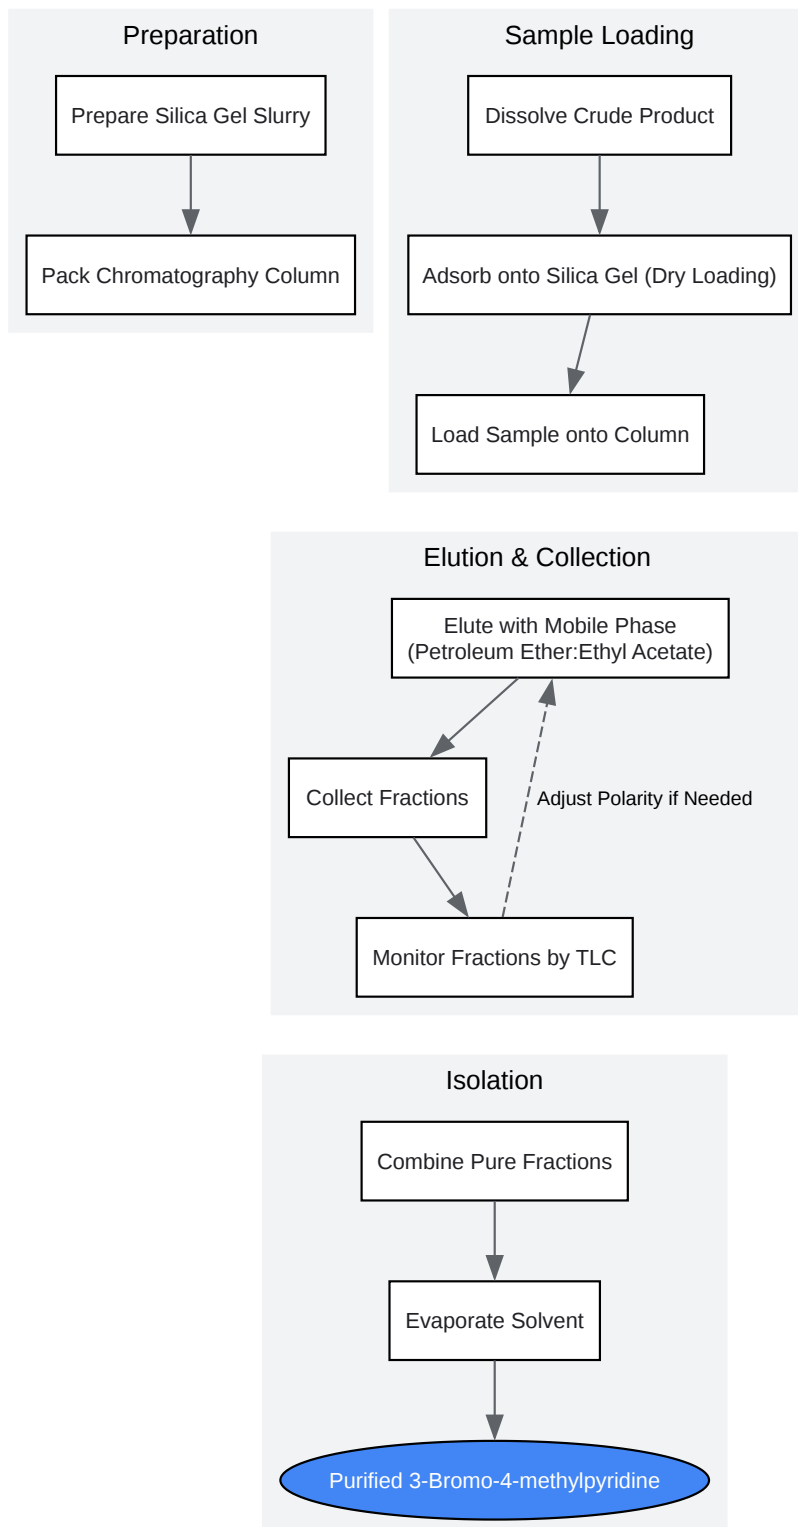 Preparation
Prepare Silica Gel Slurry
Pack Chromatography Column
Sample Loading
Dissolve Crude Product
Adsorb onto Silica Gel (Dry Loading)
Load Sample onto Column
Elution & Collection
Elute with Mobile Phase
(Petroleum Ether:Ethyl Acetate)
Collect Fractions
Adjust Polarity if Needed
Monitor Fractions by TLC
Isolation
Combine Pure Fractions
Evaporate Solvent
Purified 3-Bromo-4-methylpyridine